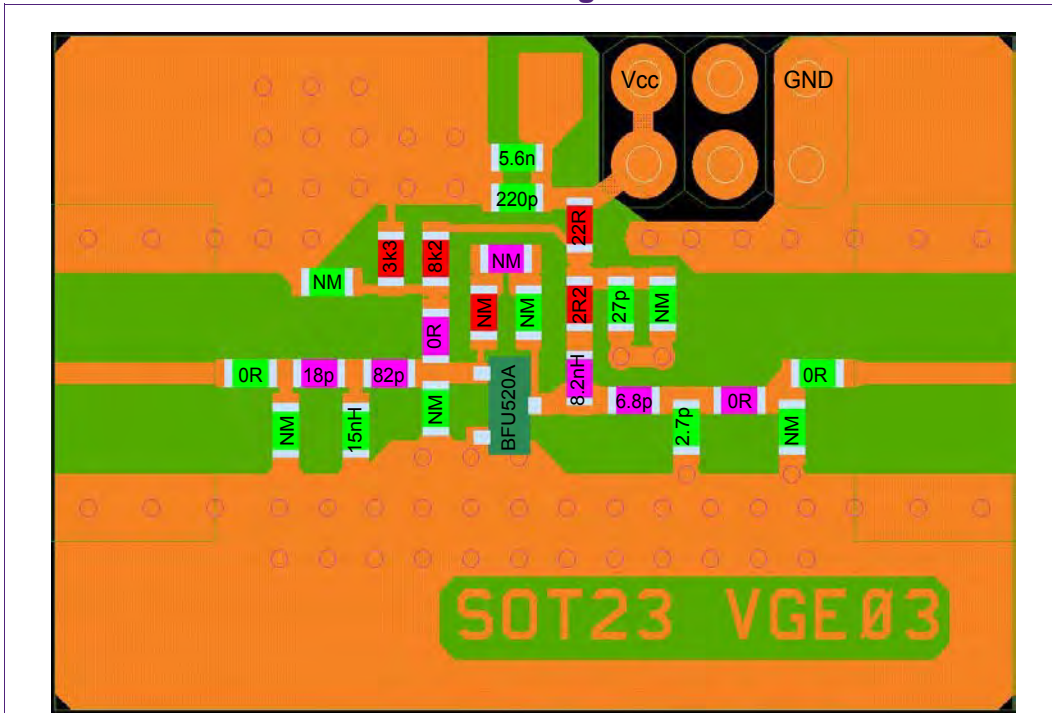 Vcc GND
5.6n
220p
22R
3k3 8k2 NM
NM
NM NM 2R2 27p NM
0R
0R 18p 82p 8.2nH 0R
BFU520A
6.8p 0R
NM 15nH NM 2.7p NM
SOT23 VGEØ3